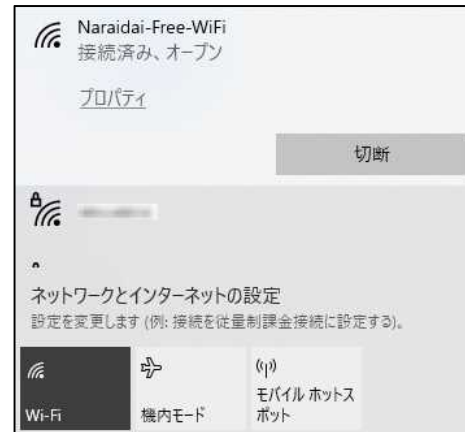 Naraidai-Free-WiFi
接続済み、オープン
プロパティ
切断
ネットワークとインターネットの設定
設定を変更します (例: 接続を従量制課金接続に設定する)。
Wi-Fi
機内モード
モバイル ホットス
ポット